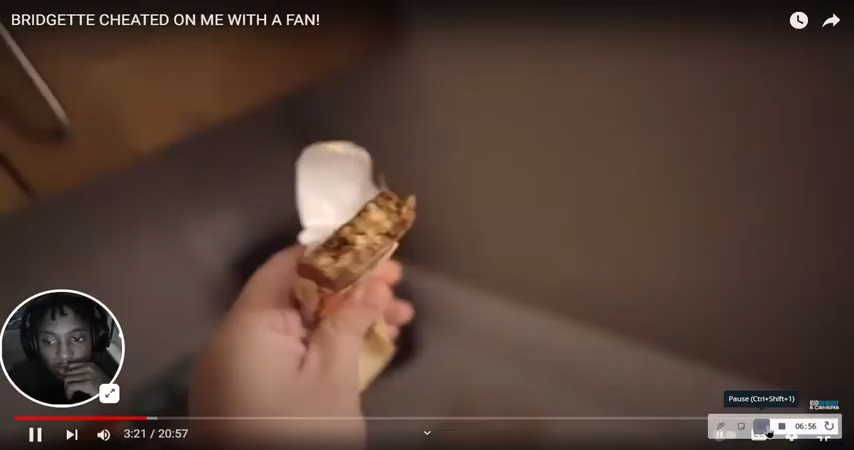 BRIDGETTE CHEATED ON ME WITH A FAN!
Pause (Ctrl+Shift+1)
3:21 / 20:57
06:56